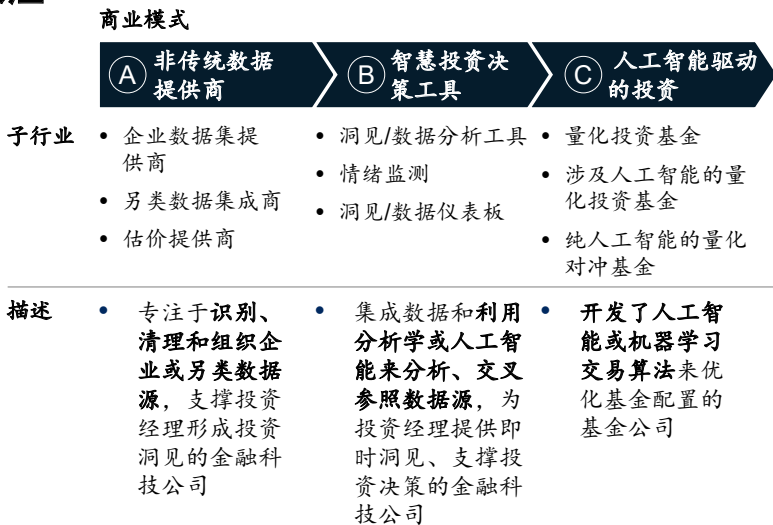 商业模式
A 非传统数据
提供商
B 智慧投资决
策工具
C 人工智能驱动
的投资
子行业
• 企业数据集提
供商
• 另类数据集成商
• 估价提供商
• 洞见/数据分析工具
• 情绪监测
• 洞见/数据仪表板
• 量化投资基金
• 涉及人工智能的量
化投资基金
• 纯人工智能的量化
对冲基金
描述
• 专注于识别、
清理和组织企
业或另类数据
源，支撑投资
经理形成投资
洞见的金融科
技公司
• 集成数据和利用
分析学或人工智
能来分析、交叉
参照数据源，为
投资经理提供即
时洞见、支撑投
资决策的金融科
技公司
• 开发了人工智
能或机器学习
交易算法来优
化基金配置的
基金公司